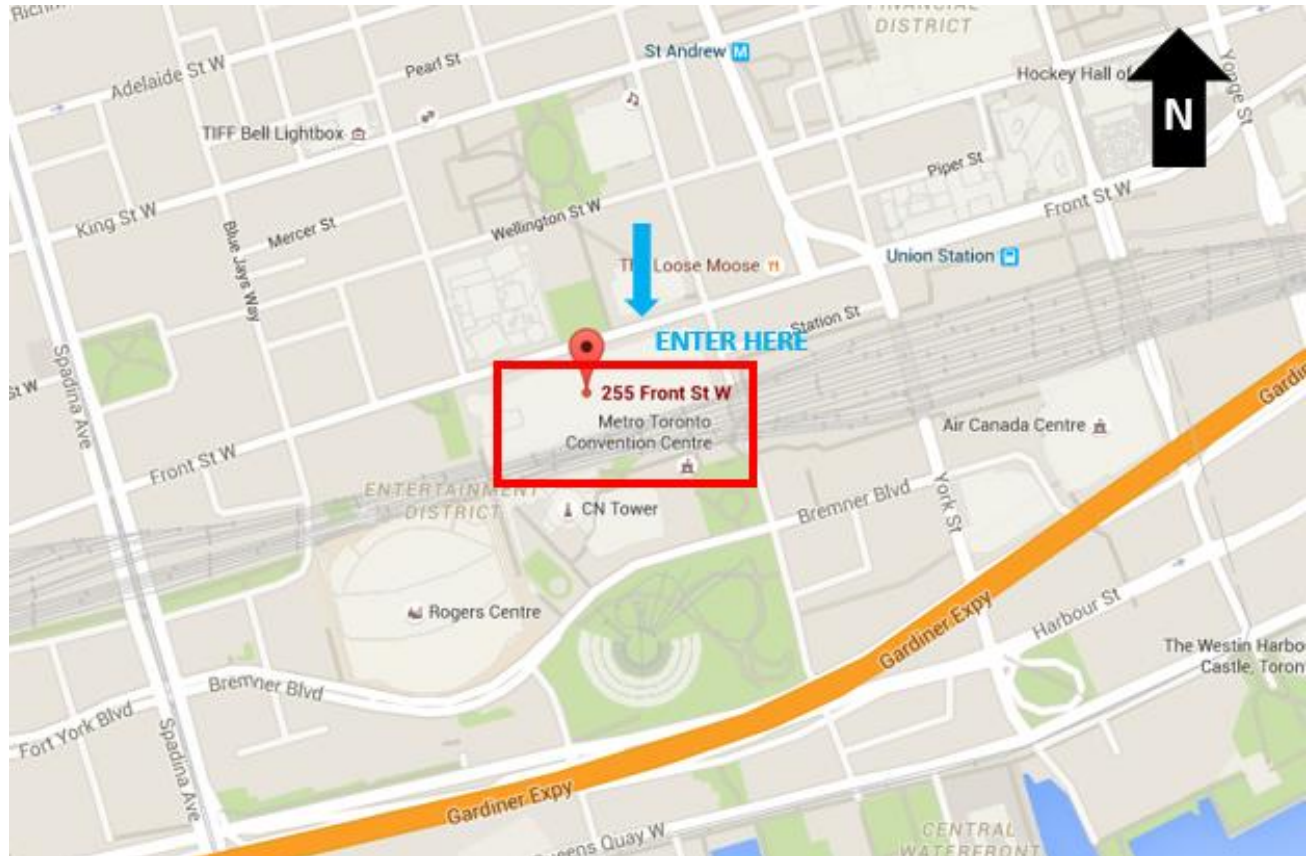 Richm
FINANCIAL
DISTRICT
St Andrew M
Yonge St
Adelaide St W
Pearl St
Hockey Hall of
N
TIFF Bell Lightbox
Piper St
King St W
Mercer St
Wellington St W
Front St W
Blue Jays Way
Loose Moose
Union Station
Station St
ENTER HERE
Spadina Ave
St W
255 Front St W
Metro Toronto
Convention Centre
Air Canada Centre
Gardin
Front St W
ENTERTAINMENT
DISTRICT
CN Tower
Bremner Blvd
York St
Rogers Centre
Gardiner Expy
Harbour St
The Westin Harbo
Castle, Toron
Bremner Blvd
Fort York Blvd
Spadina Ave
Gardiner Expy
eens Quay W
CENTRAL
WATERFRONT